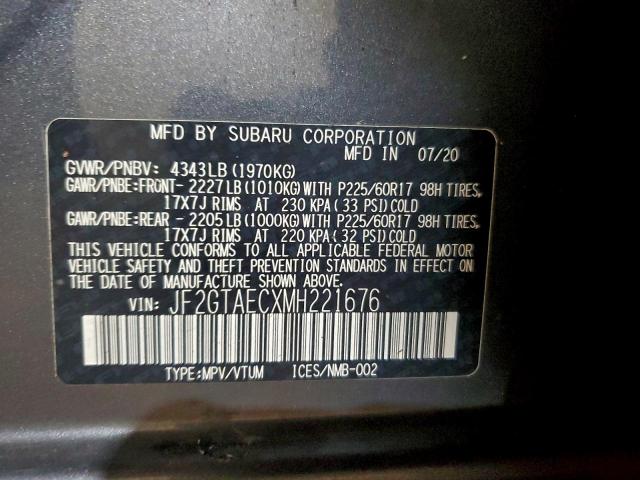 MFD BY SUBARU CORPORATION
MFD IN 07/20
GVWR/PNBV: 4343LB (1970KG)
GAWR/PNBE:FRONT- 2227LB (1010KG) WITH P225/60R17 98H TIRES,
17X7J RIMS AT 230 KPA (33 PSI) COLD
GAWR/PNBE:REAR - 2205LB (1000KG) WITH P225/60R17 98H TIRES,
17X7J RIMS AT 220 KPA (32 PSI) COLD
THIS VEHICLE CONFORMS TO ALL APPLICABLE FEDERAL MOTOR
VEHICLE SAFETY AND THEFT PREVENTION STANDARDS IN EFFECT ON
THE DATE OF MANUFACTURE SHOWN ABOVE.
VIN: JF2GTAECXMH221676
TYPE:MPV/VTUM ICES/NMB-002